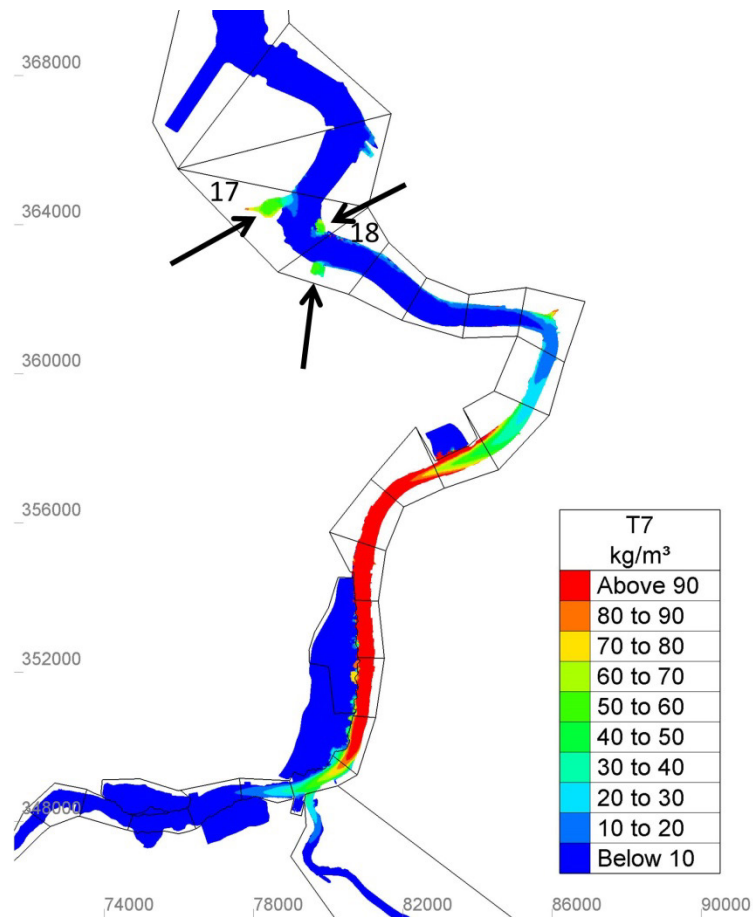 368000
17
364000
18
360000
356000
T7
kg/m³
Above 90
80 to 90
70 to 80
60 to 70
352000
50 to 60
40 to 50
30 to 40
20 to 30
348000
10 to 20
Below 10
74000 78000 82000 86000 90000